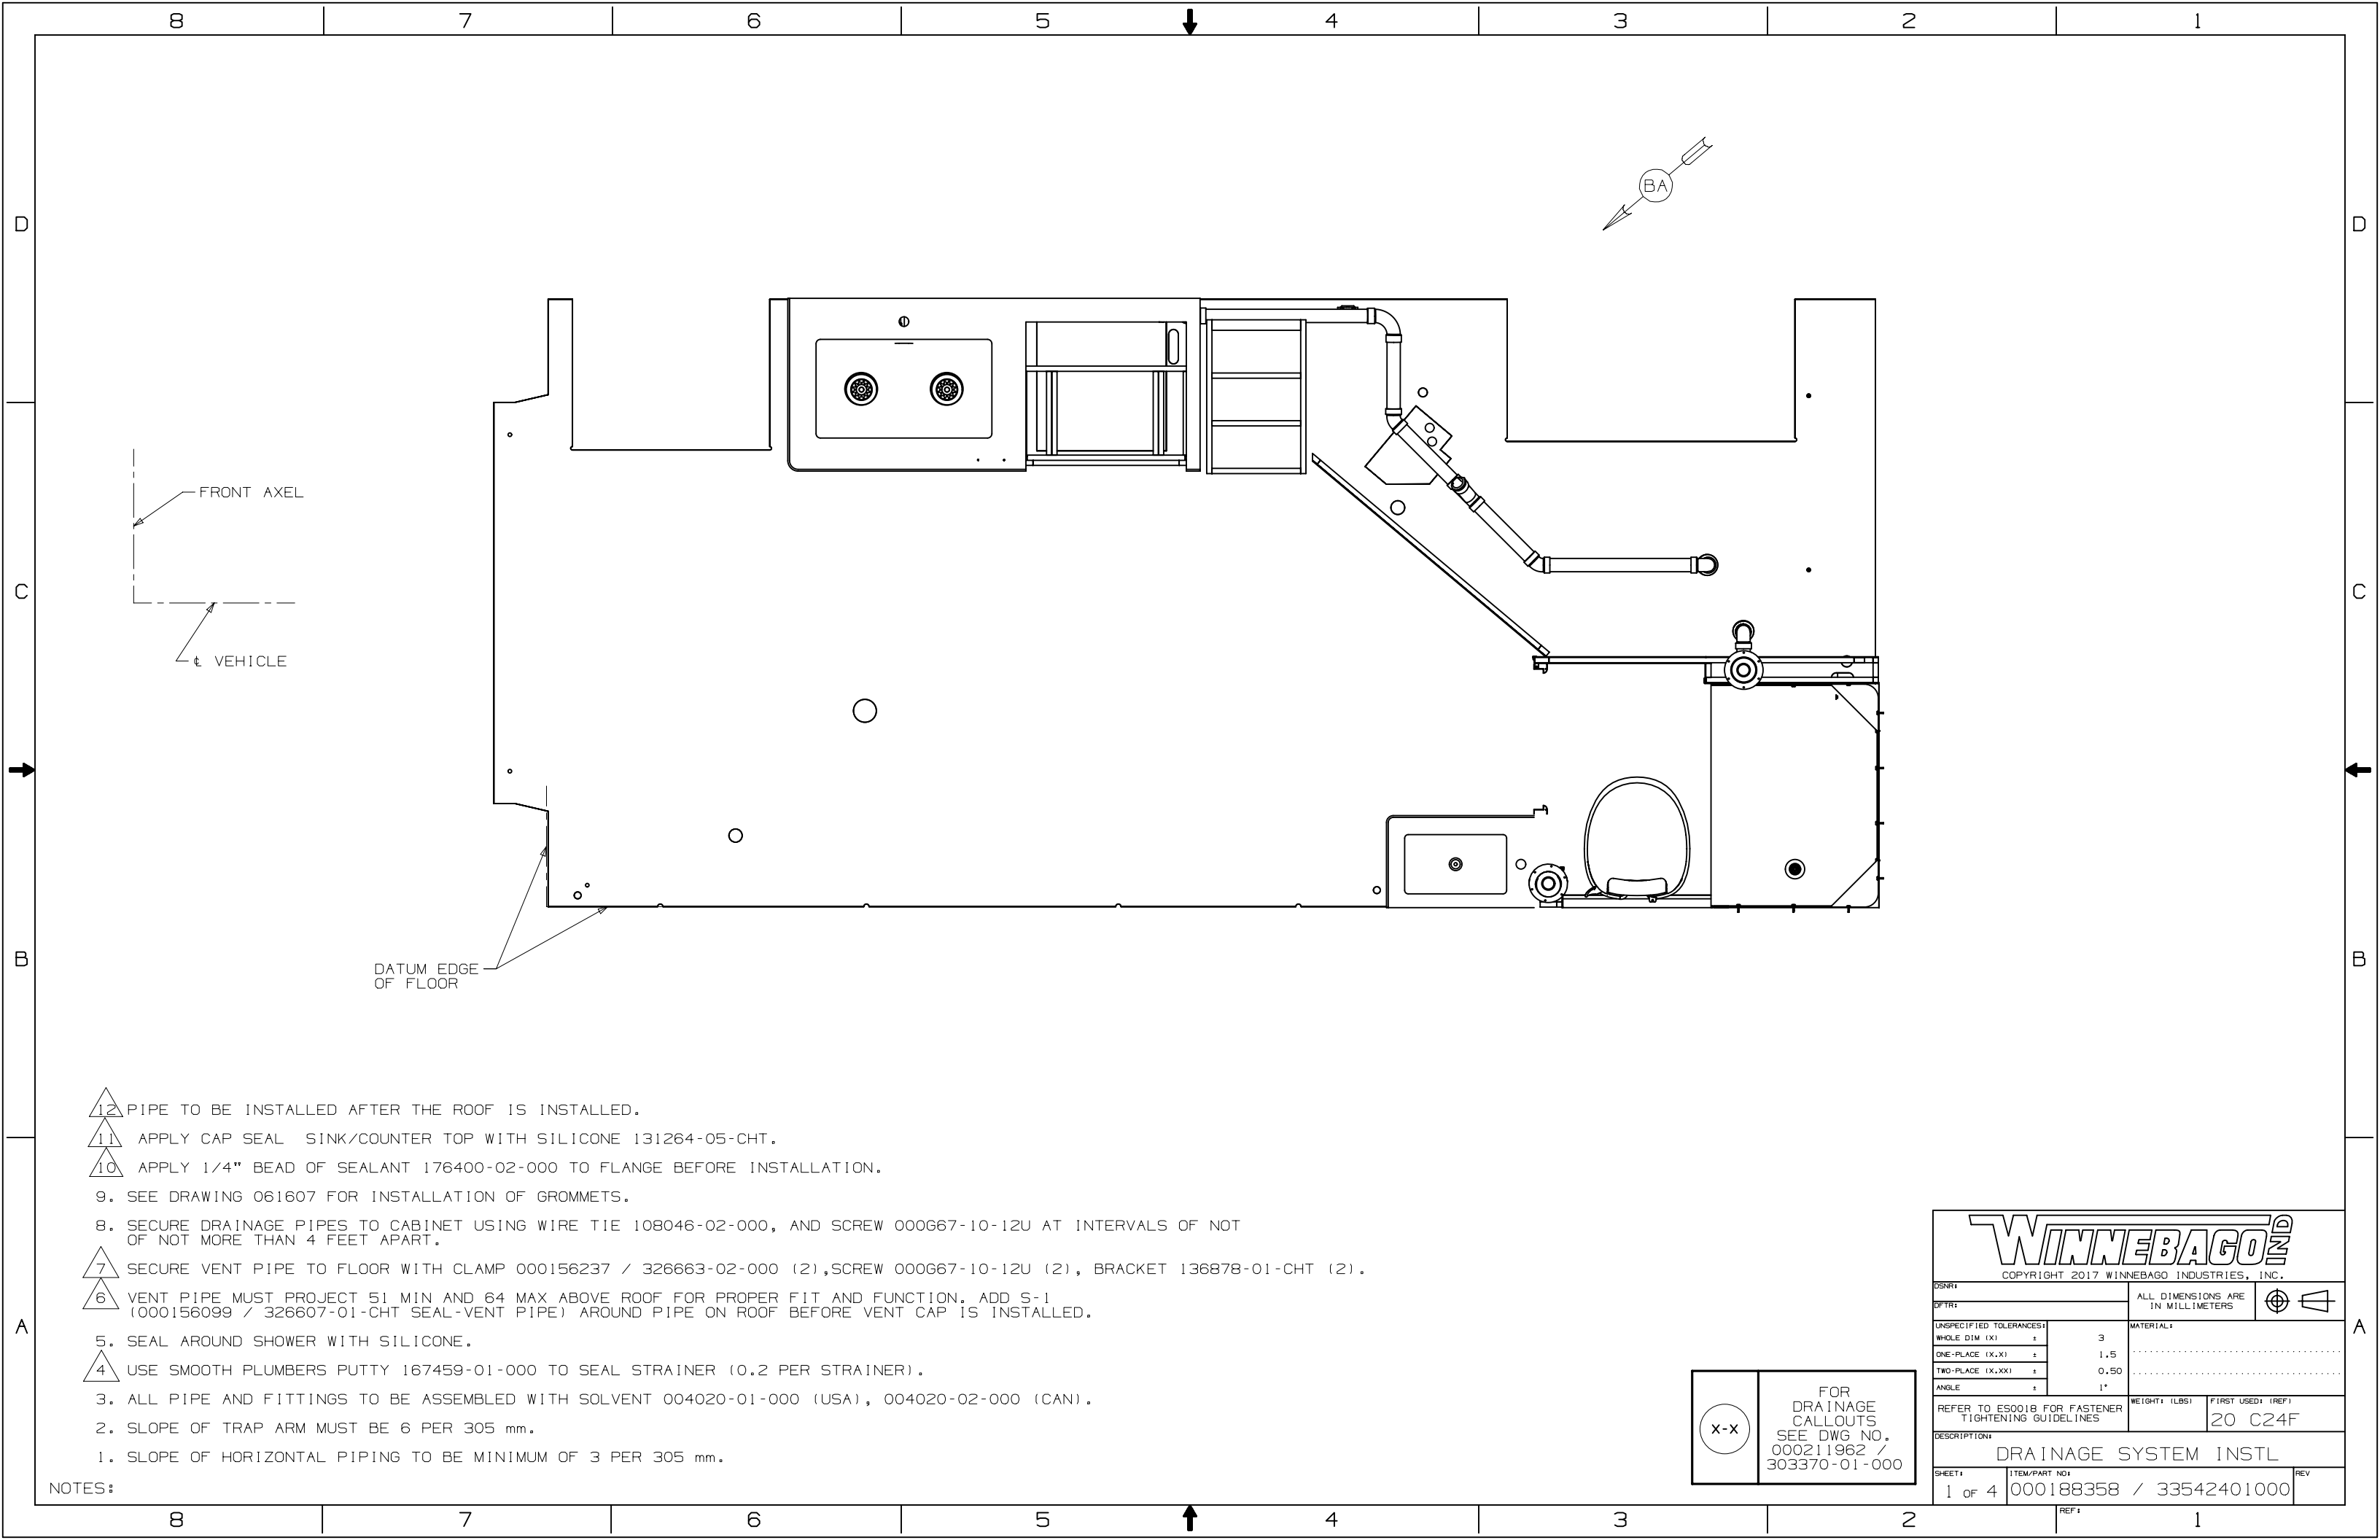 8 7 6 5 4 3 2 1
D D
BA
FRONT AXEL
C C
℄ VEHICLE
B B
DATUM EDGE
OF FLOOR
12 PIPE TO BE INSTALLED AFTER THE ROOF IS INSTALLED.
11 APPLY CAP SEAL SINK/COUNTER TOP WITH SILICONE 131264-05-CHT.
10 APPLY 1/4" BEAD OF SEALANT 176400-02-000 TO FLANGE BEFORE INSTALLATION.
9. SEE DRAWING 061607 FOR INSTALLATION OF GROMMETS.
8. SECURE DRAINAGE PIPES TO CABINET USING WIRE TIE 108046-02-000, AND SCREW 000G67-10-12U AT INTERVALS OF NOT
OF NOT MORE THAN 4 FEET APART.
7 SECURE VENT PIPE TO FLOOR WITH CLAMP 000156237 / 326663-02-000 (2),SCREW 000G67-10-12U (2), BRACKET 136878-01-CHT (2).
6 VENT PIPE MUST PROJECT 51 MIN AND 64 MAX ABOVE ROOF FOR PROPER FIT AND FUNCTION. ADD S-1
(000156099 / 326607-01-CHT SEAL-VENT PIPE) AROUND PIPE ON ROOF BEFORE VENT CAP IS INSTALLED.
A A
5. SEAL AROUND SHOWER WITH SILICONE.
4 USE SMOOTH PLUMBERS PUTTY 167459-01-000 TO SEAL STRAINER (0.2 PER STRAINER).
3. ALL PIPE AND FITTINGS TO BE ASSEMBLED WITH SOLVENT 004020-01-000 (USA), 004020-02-000 (CAN).
2. SLOPE OF TRAP ARM MUST BE 6 PER 305 mm.
1. SLOPE OF HORIZONTAL PIPING TO BE MINIMUM OF 3 PER 305 mm.
NOTES:
X-X
FOR
DRAINAGE
CALLOUTS
SEE DWG NO.
000211962 /
303370-01-000
WINNEBAGO IND
COPYRIGHT 2017 WINNEBAGO INDUSTRIES, INC.
DSNR:
DFTR:
ALL DIMENSIONS ARE
IN MILLIMETERS
UNSPECIFIED TOLERANCES:
WHOLE DIM (X) ± 3
ONE-PLACE (X.X) ± 1.5
TWO-PLACE (X.XX) ± 0.50
ANGLE ± 1°
MATERIAL:
REFER TO ES0018 FOR FASTENER
TIGHTENING GUIDELINES
WEIGHT: (LBS)
FIRST USED: (REF)
20 C24F
DESCRIPTION:
DRAINAGE SYSTEM INSTL
SHEET:
1 OF 4
ITEM/PART NO:
000188358 / 33542401000
REV
REF:
8 7 6 5 4 3 2 1